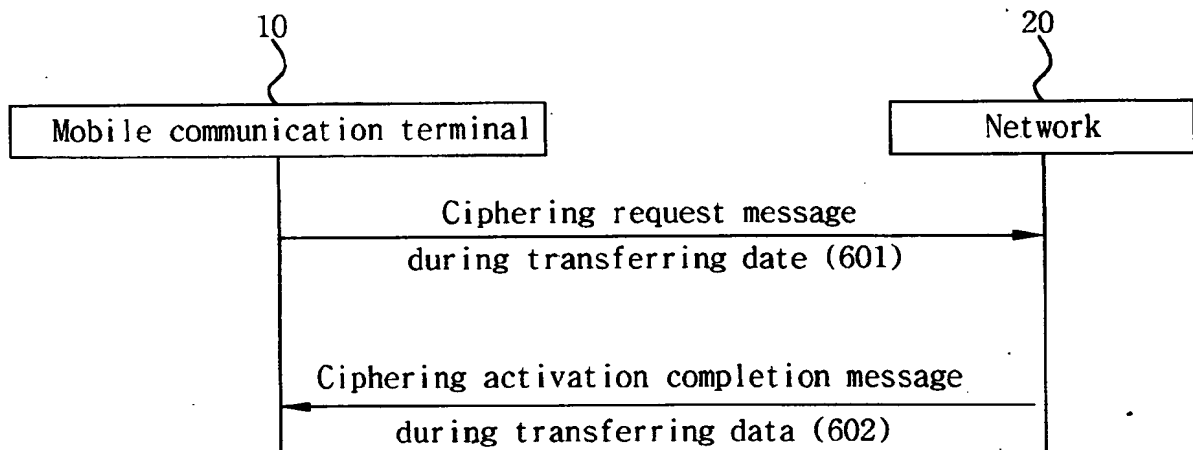 10
20
Mobile communication terminal
Network
Ciphering request message
during transferring date (601)
Ciphering activation completion message
during transferring data (602)